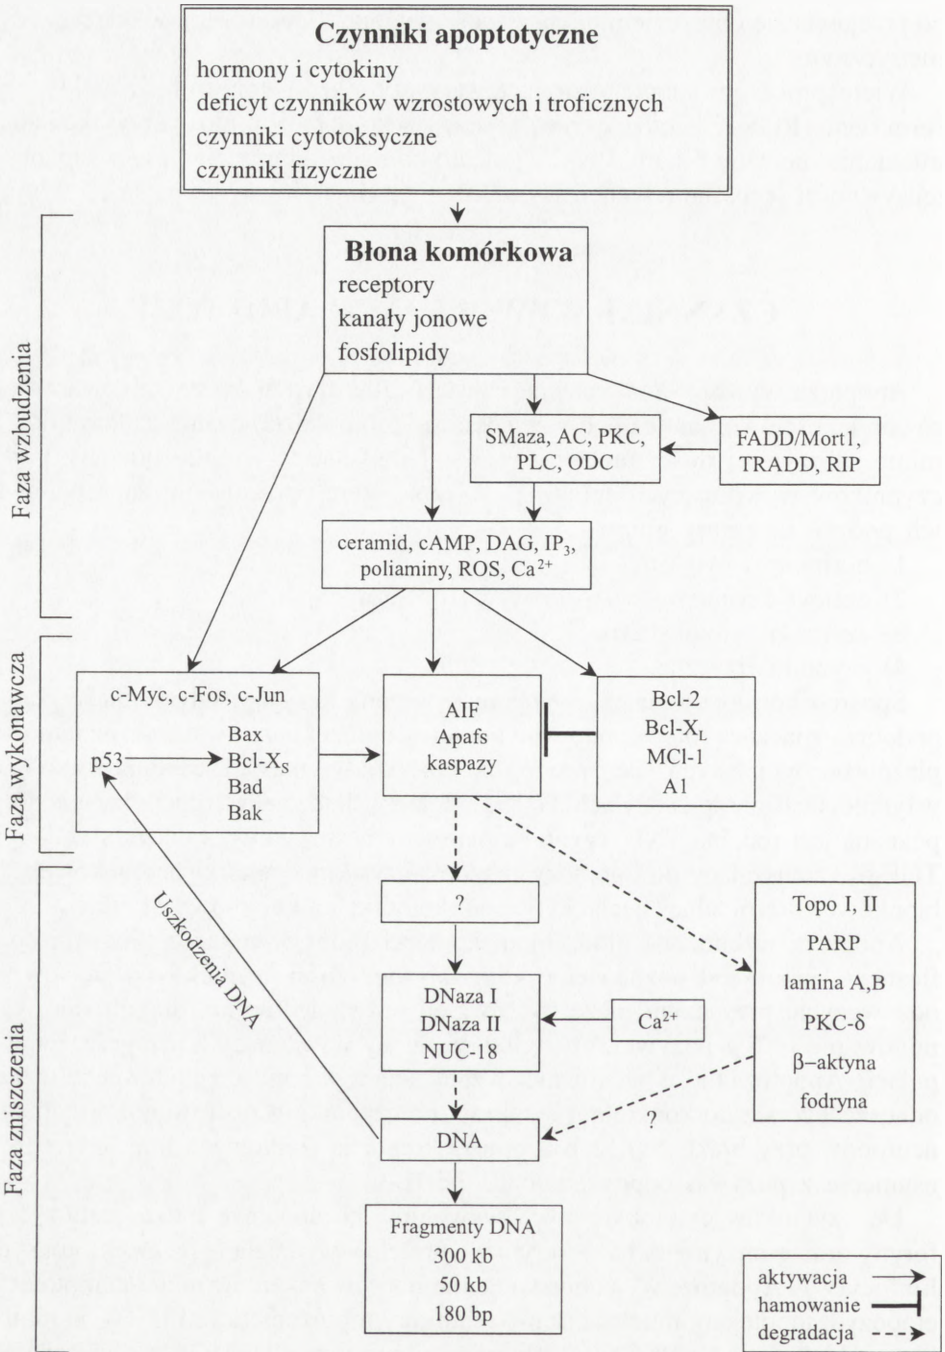 Czynniki apoptotyczne
hormony i cytokiny
deficyt czynników wzrostowych i troficznych
czynniki cytotoksyczne
czynniki fizyczne
Faza wzbudzenia
Błona komórkowa
receptory
kanały jonowe
fosfolipidy
SMaza, AC, PKC,
PLC, ODC
FADD/Mort1,
TRADD, RIP
ceramid, cAMP, DAG, IP₃,
poliaminy, ROS, Ca²⁺
Faza wykonawcza
c-Myc, c-Fos, c-Jun
p53
Bax
Bcl-X_S
Bad
Bak
AIF
Apafs
kaspazy
Bcl-2
Bcl-X_L
MCl-1
A1
Faza zniszczenia
Uszkodzenia DNA
?
DNaza I
DNaza II
NUC-18
Ca²⁺
Topo I, II
PARP
lamina A,B
PKC-δ
β–aktyna
fodryna
?
DNA
Fragmenty DNA
300 kb
50 kb
180 bp
aktywacja
hamowanie
degradacja